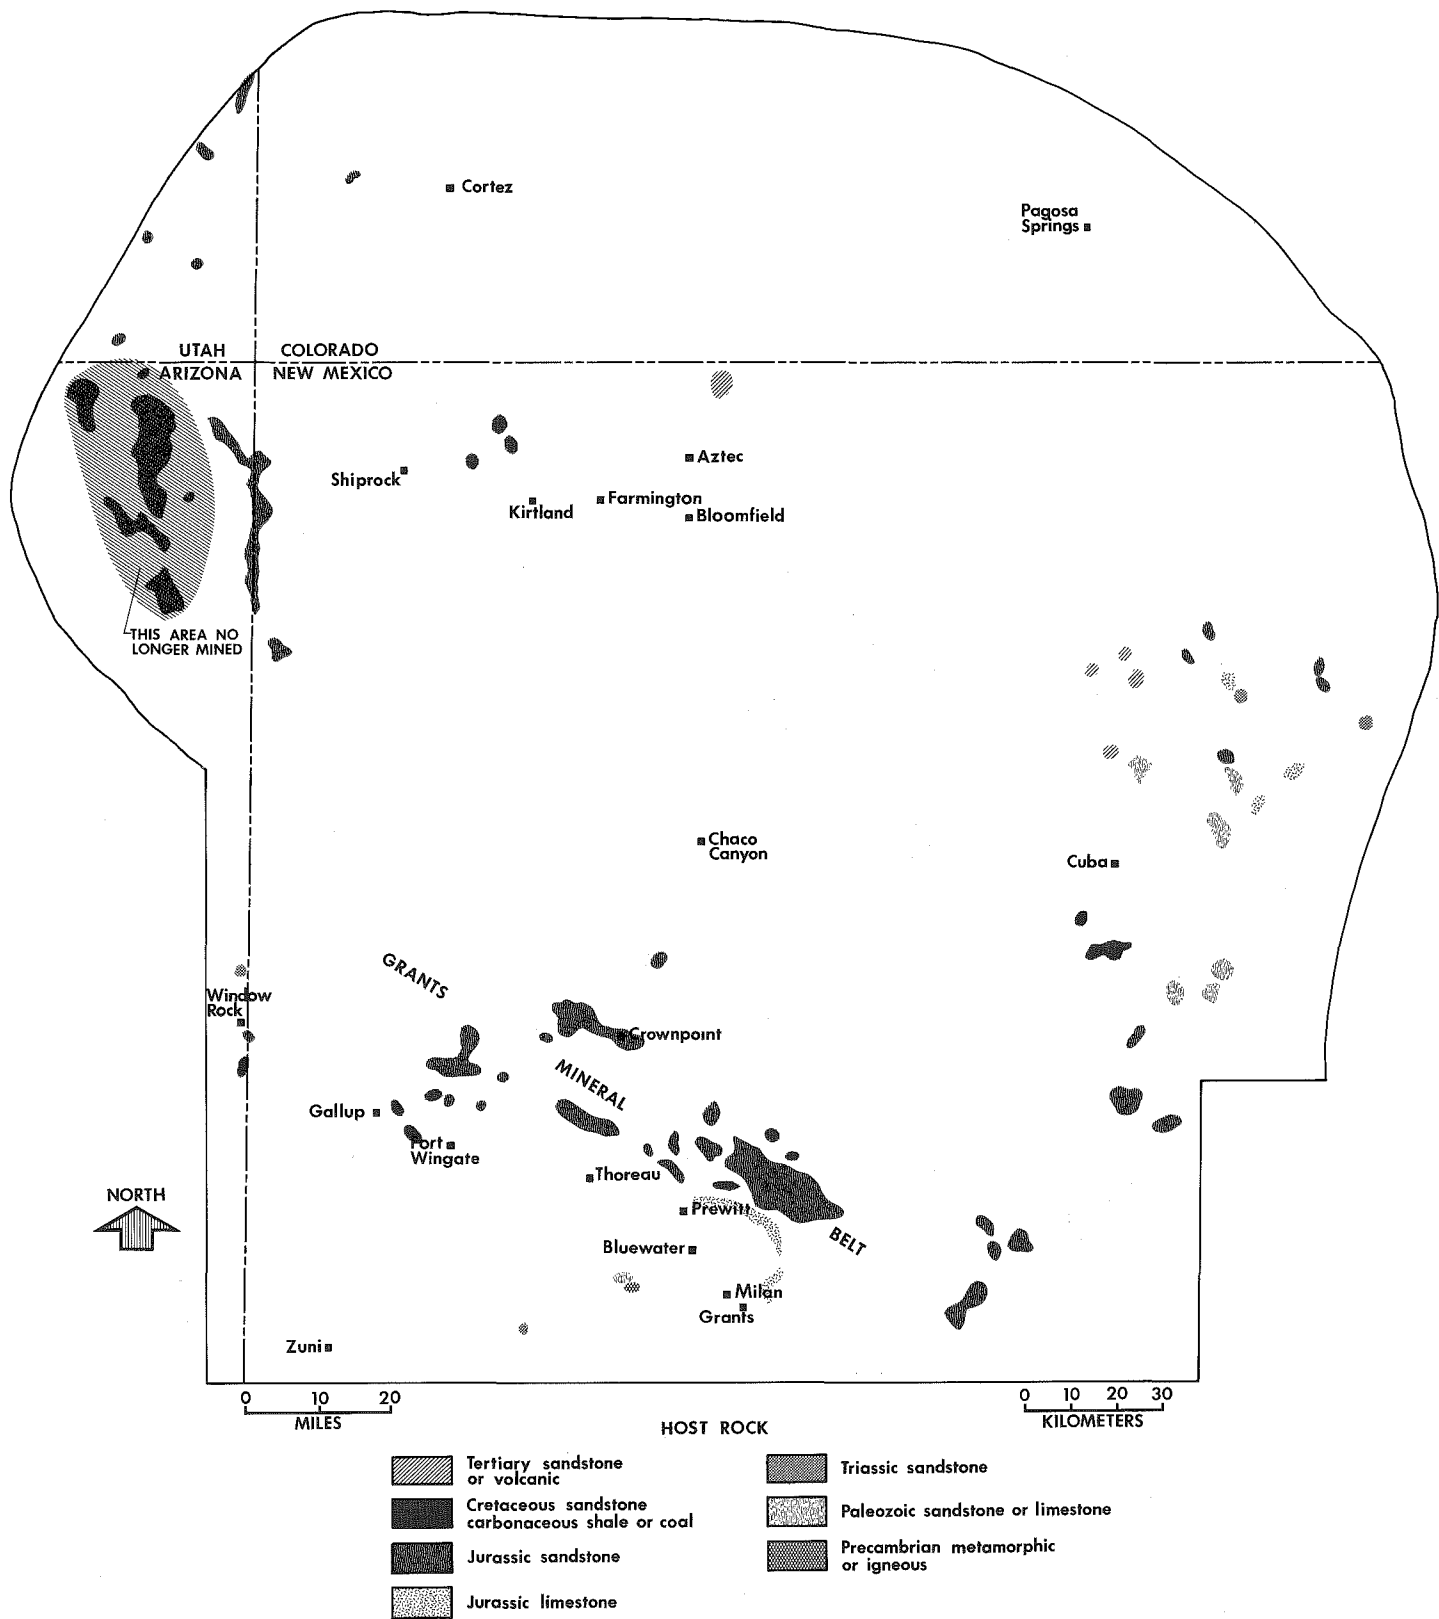 Cortez
Pagosa
Springs
UTAH
COLORADO
ARIZONA
NEW MEXICO
Shiprock
Aztec
Kirtland
Farmington
Bloomfield
THIS AREA NO
LONGER MINED
Chaco
Canyon
Cuba
GRANTS
Window
Rock
Crownpoint
MINERAL
Gallup
Fort
Wingate
Thoreau
NORTH
Prewitt
BELT
Bluewater
Milan
Grants
Zuni
0 10 20
MILES
0 10 20 30
KILOMETERS
HOST ROCK
Tertiary sandstone
or volcanic
Cretaceous sandstone
carbonaceous shale or coal
Jurassic sandstone
Jurassic limestone
Triassic sandstone
Paleozoic sandstone or limestone
Precambrian metamorphic
or igneous